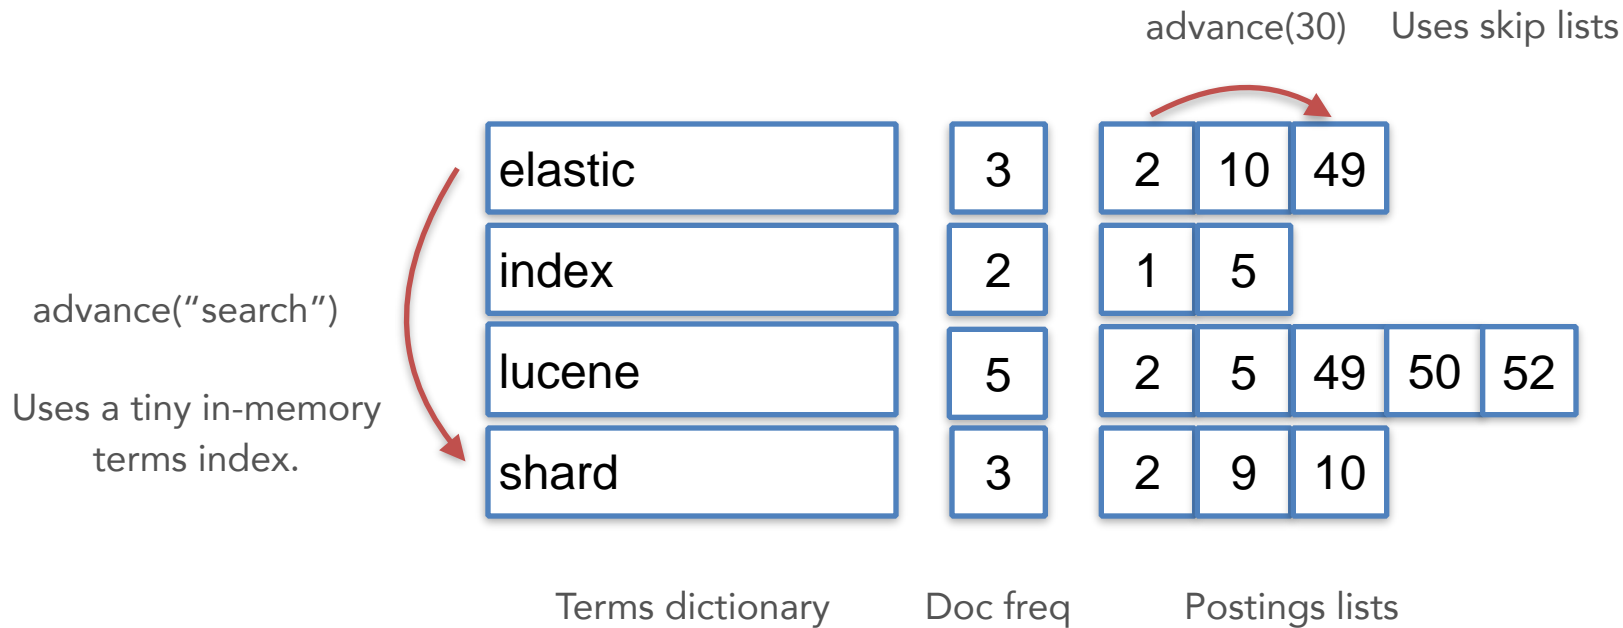 advance(30) Uses skip lists
elastic 3 2 10 49
index 2 1 5
advance(“search”)
lucene 5 2 5 49 50 52
Uses a tiny in-memory
terms index.
shard 3 2 9 10
Terms dictionary Doc freq Postings lists